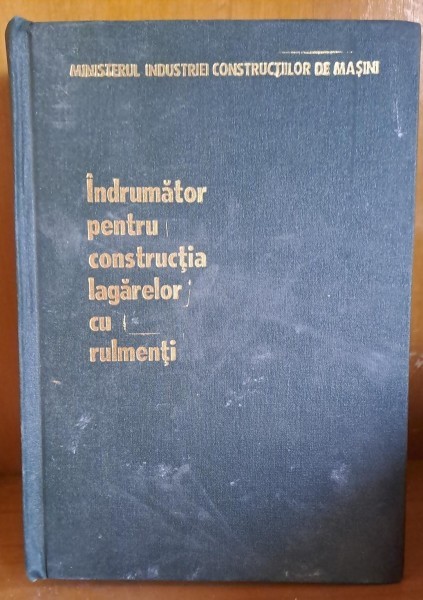 MINISTERUL INDUSTRIEI CONSTRUCȚIILOR DE MAȘINI
Îndrumător
pentru
construcția
lagărelor
cu
rulmenți